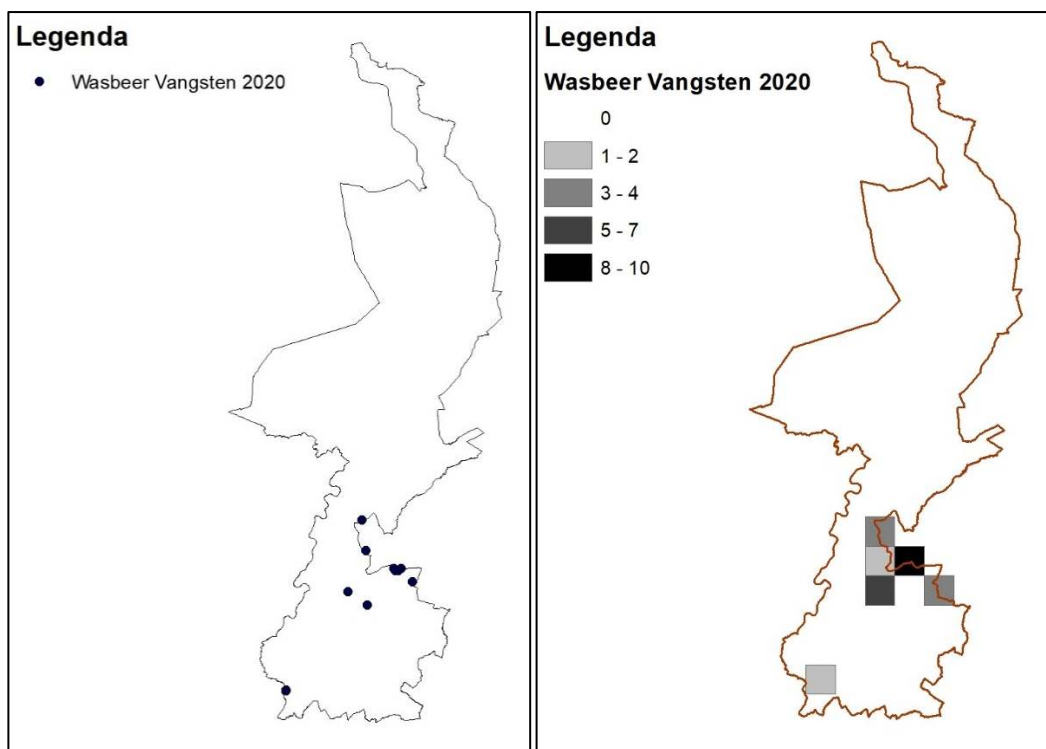 Legenda
Wasbeer Vangsten 2020
Legenda
Wasbeer Vangsten 2020
0
1 - 2
3 - 4
5 - 7
8 - 10